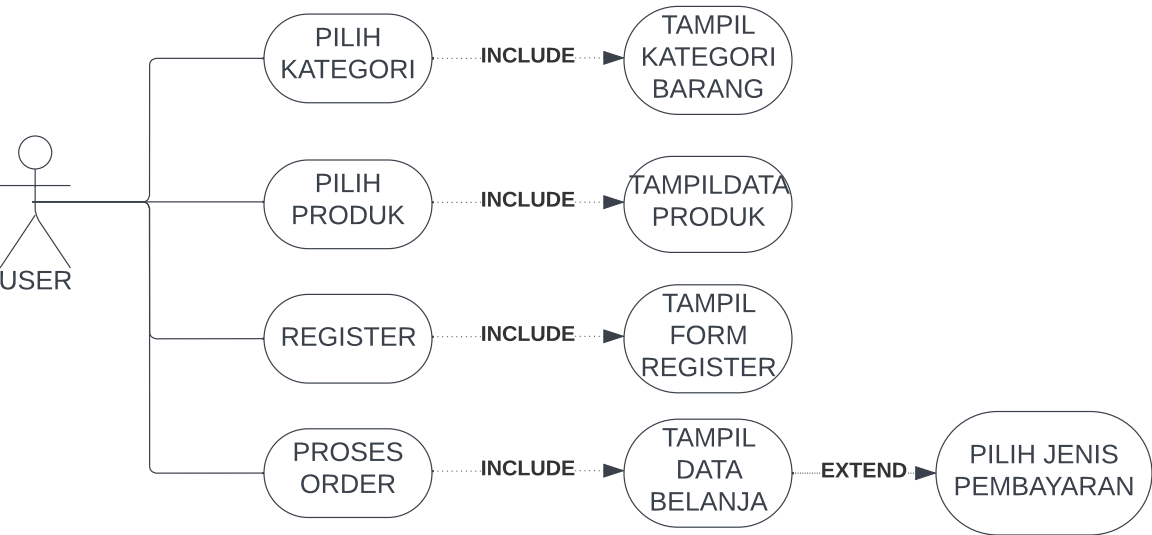 PILIH
KATEGORI
INCLUDE
TAMPIL
KATEGORI
BARANG
PILIH
PRODUK
INCLUDE
TAMPILDATA
PRODUK
USER
REGISTER
INCLUDE
TAMPIL
FORM
REGISTER
PROSES
ORDER
INCLUDE
TAMPIL
DATA
BELANJA
EXTEND
PILIH JENIS
PEMBAYARAN